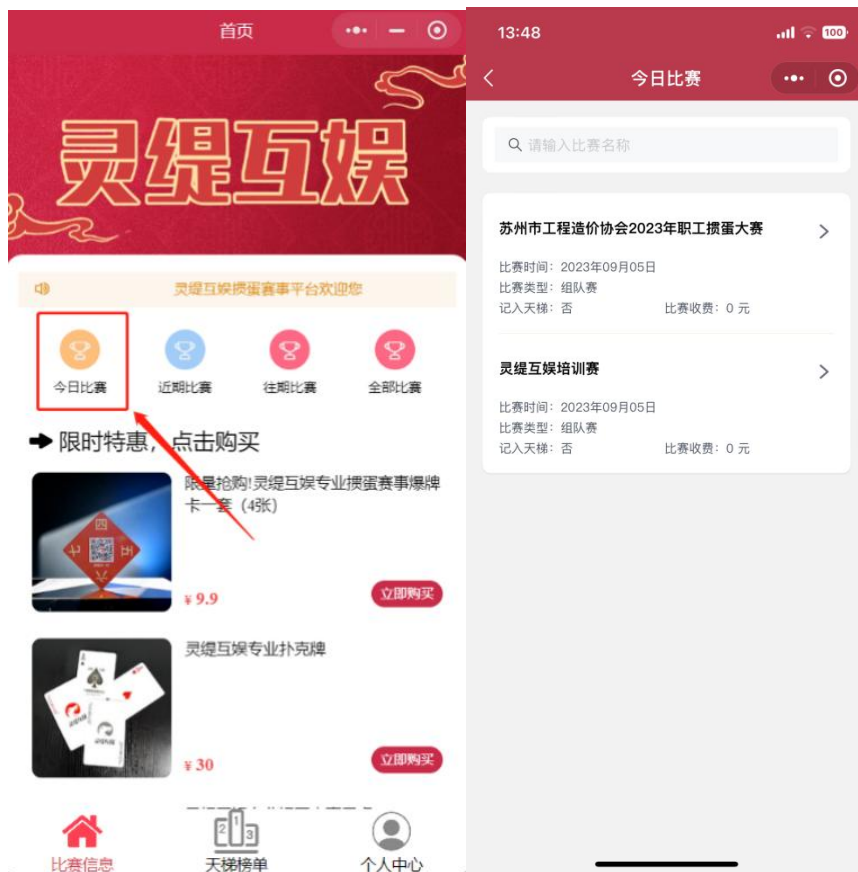 首页
灵缇互娱
灵缇互娱掼蛋赛事平台欢迎您
今日比赛
近期比赛
往期比赛
全部比赛
限时特惠，点击购买
限量抢购!灵缇互娱专业掼蛋赛事爆牌
卡一套（4张）
四
七
五
六
¥ 9.9
立即购买
灵缇互娱专业扑克牌
¥ 30
立即购买
2 1 3
比赛信息
天梯榜单
个人中心
13:48
100
今日比赛
请输入比赛名称
苏州市工程造价协会2023年职工掼蛋大赛
比赛时间：2023年09月05日
比赛类型：组队赛
记入天梯：否
比赛收费：0 元
灵缇互娱培训赛
比赛时间：2023年09月05日
比赛类型：组队赛
记入天梯：否
比赛收费：0 元